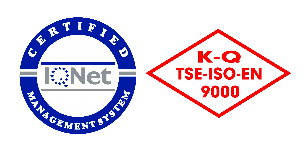 CERTIFIED
IQNet
MANAGEMENT SYSTEM
K-Q
TSE-ISO-EN
9000